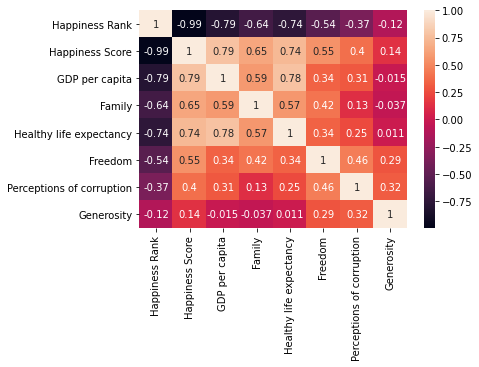 Happiness Rank 1 -0.99 -0.79 -0.64 -0.74 -0.54 -0.37 -0.12
Happiness Score -0.99 1 0.79 0.65 0.74 0.55 0.4 0.14
GDP per capita -0.79 0.79 1 0.59 0.78 0.34 0.31 -0.015
Family -0.64 0.65 0.59 1 0.57 0.42 0.13 -0.037
Healthy life expectancy -0.74 0.74 0.78 0.57 1 0.34 0.25 0.011
Freedom -0.54 0.55 0.34 0.42 0.34 1 0.46 0.29
Perceptions of corruption -0.37 0.4 0.31 0.13 0.25 0.46 1 0.32
Generosity -0.12 0.14 -0.015 -0.037 0.011 0.29 0.32 1
Happiness Rank
Happiness Score
GDP per capita
Family
Healthy life expectancy
Freedom
Perceptions of corruption
Generosity
1.00
0.75
0.50
0.25
0.00
-0.25
-0.50
-0.75